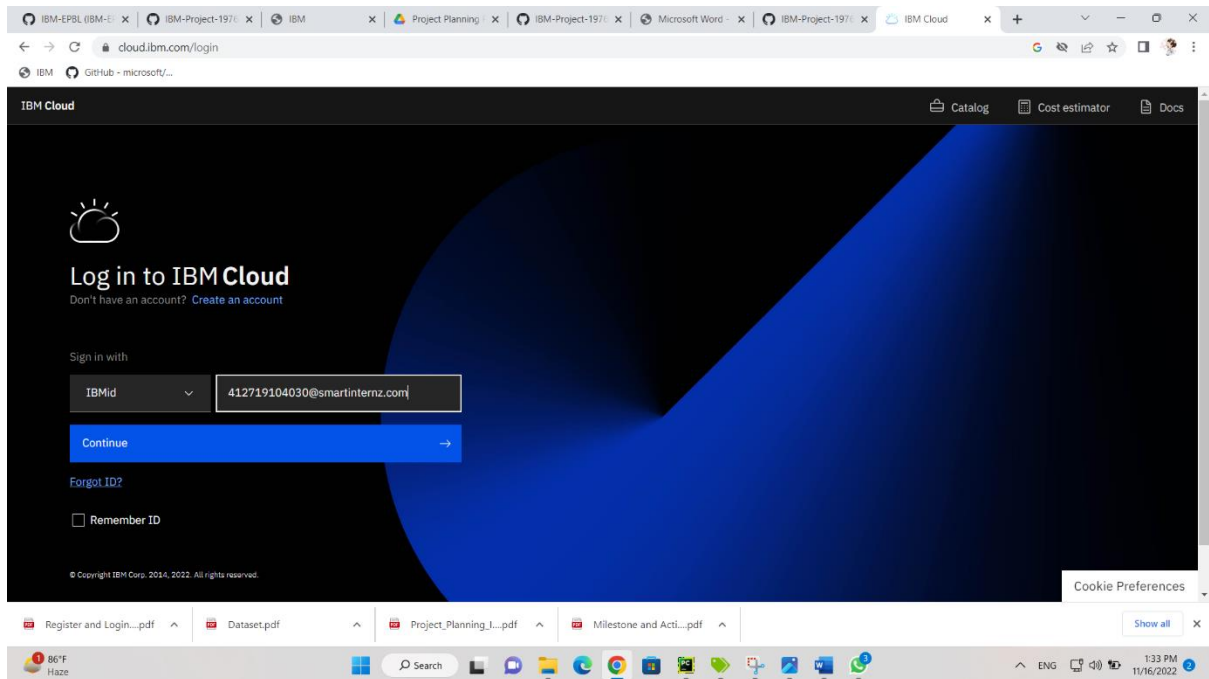 IBM-EPBL (IBM-E
IBM-Project-1976
IBM
Project Planning
IBM-Project-1976
Microsoft Word -
IBM-Project-1976
IBM Cloud
cloud.ibm.com/login
IBM
GitHub - microsoft/...
IBM Cloud
Catalog
Cost estimator
Docs
Log in to IBM Cloud
Don't have an account? Create an account
Sign in with
IBMid
412719104030@smartinternz.com
Continue
Forgot ID?
Remember ID
© Copyright IBM Corp. 2014, 2022. All rights reserved.
Cookie Preferences
Register and Login....pdf
Dataset.pdf
Project_Planning_I....pdf
Milestone and Acti....pdf
Show all
86°F
Haze
Search
ENG
1:33 PM
11/16/2022